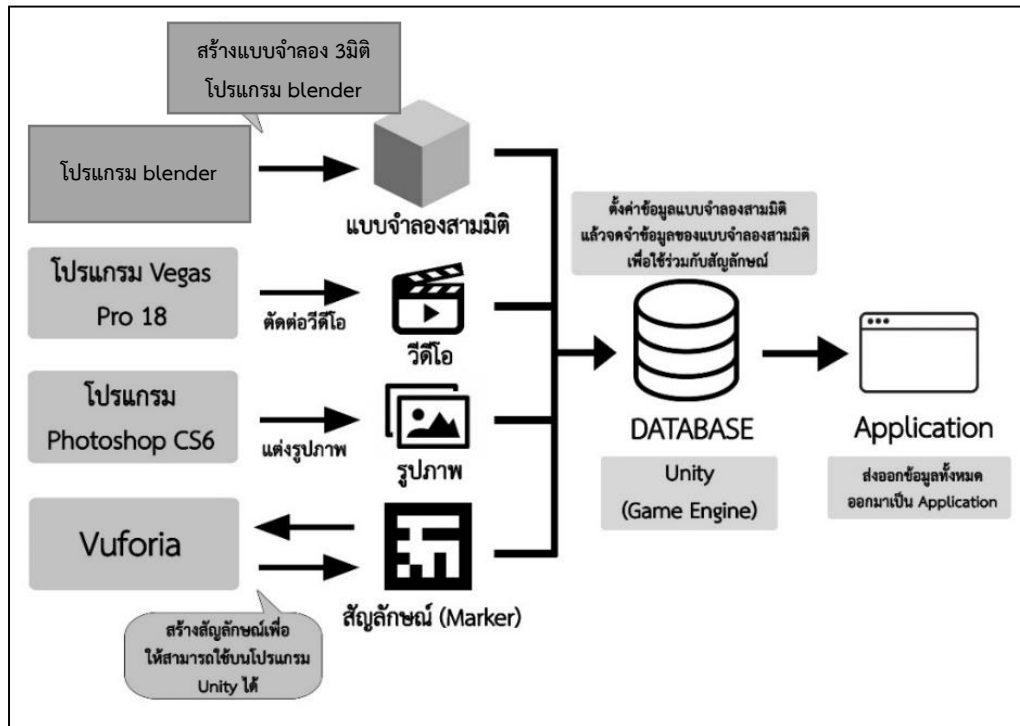 สร้างแบบจำลอง 3มิติ
โปรแกรม blender
โปรแกรม blender
แบบจำลองสามมิติ
โปรแกรม Vegas
Pro 18
ตัดต่อวีดีโอ
วีดีโอ
โปรแกรม
Photoshop CS6
แต่งรูปภาพ
รูปภาพ
Vuforia
สัญลักษณ์ (Marker)
สร้างสัญลักษณ์เพื่อ
ให้สามารถใช้บนโปรแกรม
Unity ได้
ตั้งค่าข้อมูลแบบจำลองสามมิติ
แล้วจดจำข้อมูลของแบบจำลองสามมิติ
เพื่อใช้ร่วมกับสัญลักษณ์
DATABASE
Unity
(Game Engine)
Application
ส่งออกข้อมูลทั้งหมด
ออกมาเป็น Application